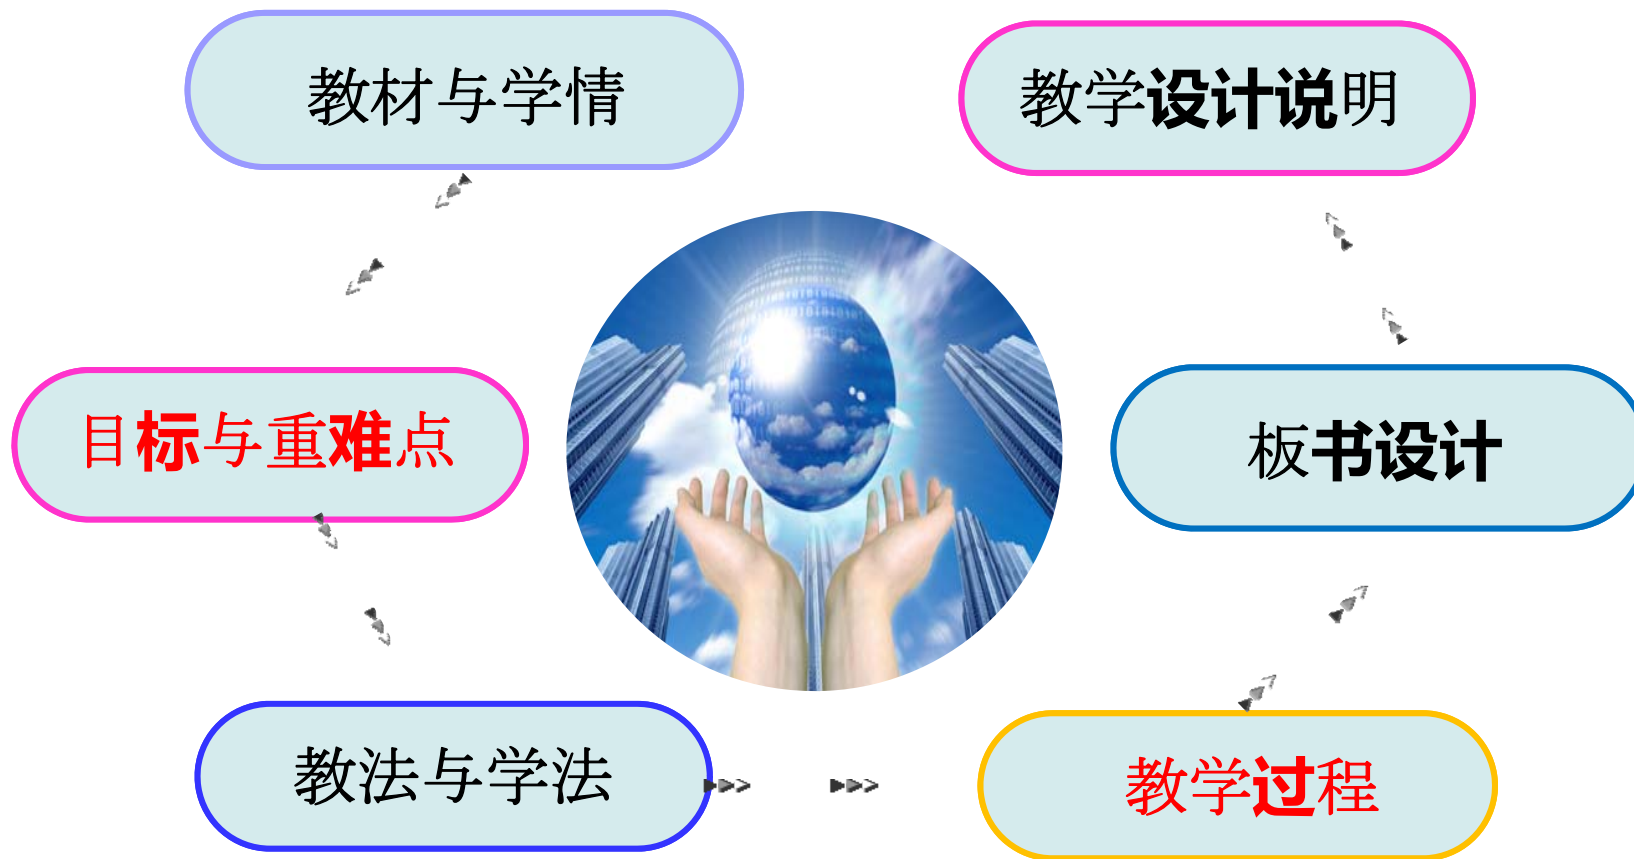 教材与学情
教学设计说明
目标与重难点
板书设计
教法与学法
教学过程